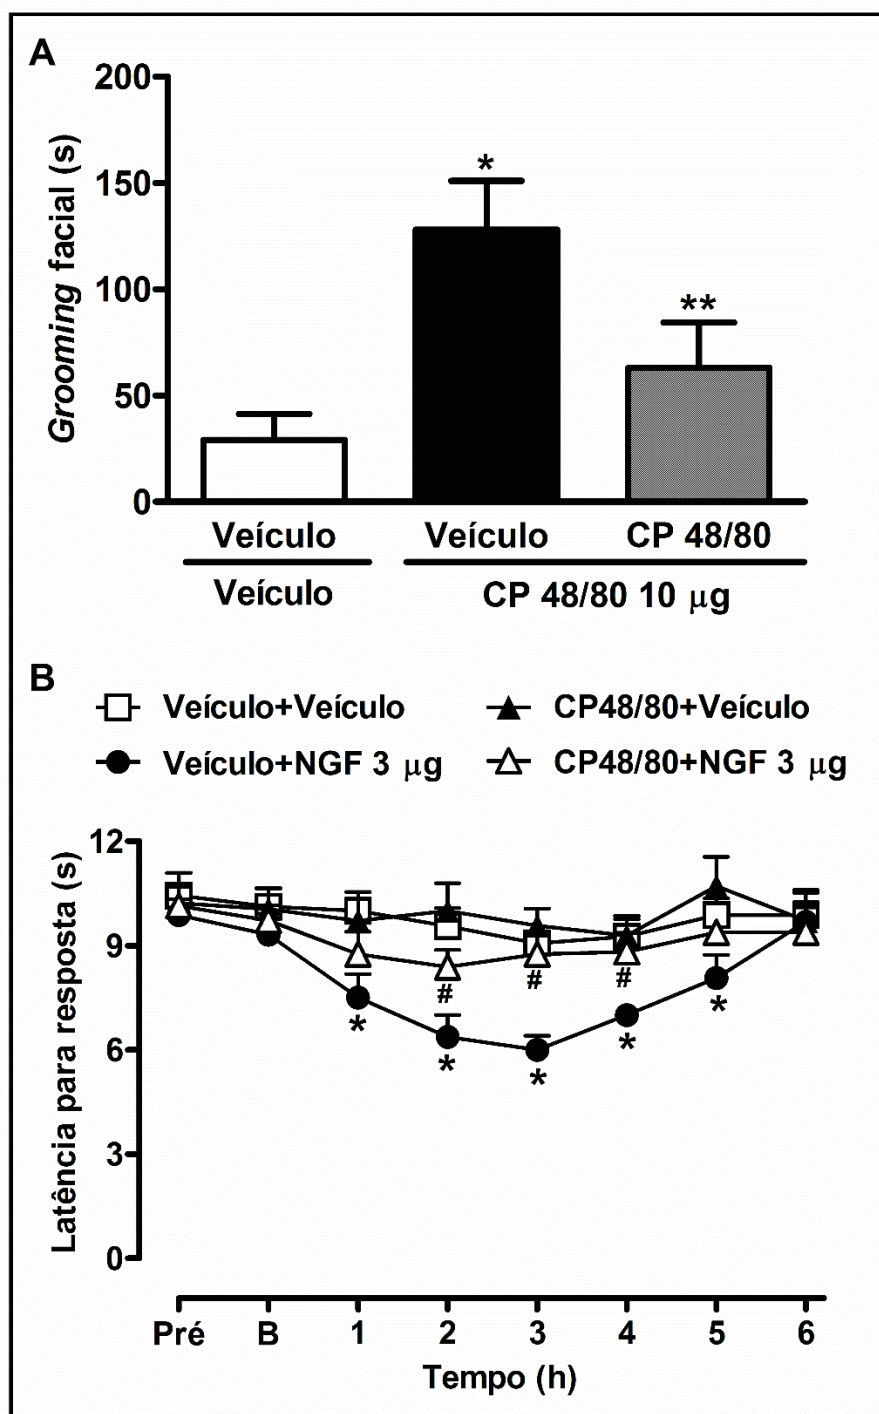 A
200
150
100
50
0
Grooming facial (s)
*
**
Veículo Veículo CP 48/80
Veículo CP 48/80 10 µg
B
Veículo+Veículo CP48/80+Veículo
Veículo+NGF 3 µg CP48/80+NGF 3 µg
12
9
6
3
0
Latência para resposta (s)
# # #
* * * * *
Pré B 1 2 3 4 5 6
Tempo (h)